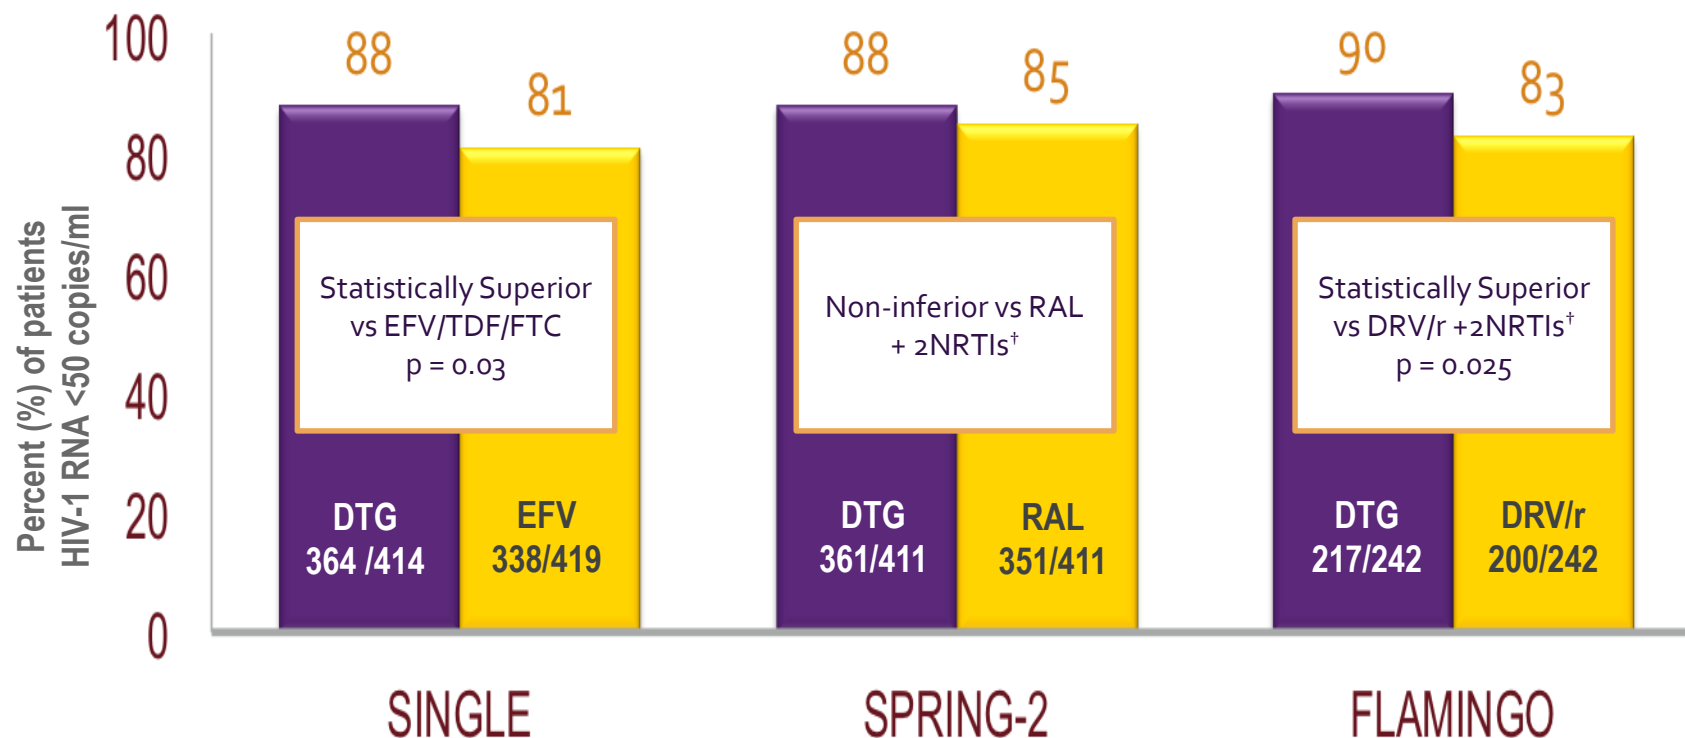 Percent (%) of patients
HIV-1 RNA <50 copies/ml
100
80
60
40
20
0
88
81
88
85
90
83
Statistically Superior
vs EFV/TDF/FTC
p = 0.03
Non-inferior vs RAL
+ 2NRTIs†
Statistically Superior
vs DRV/r +2NRTIs†
p = 0.025
DTG
364 /414
EFV
338/419
DTG
361/411
RAL
351/411
DTG
217/242
DRV/r
200/242
SINGLE
SPRING-2
FLAMINGO